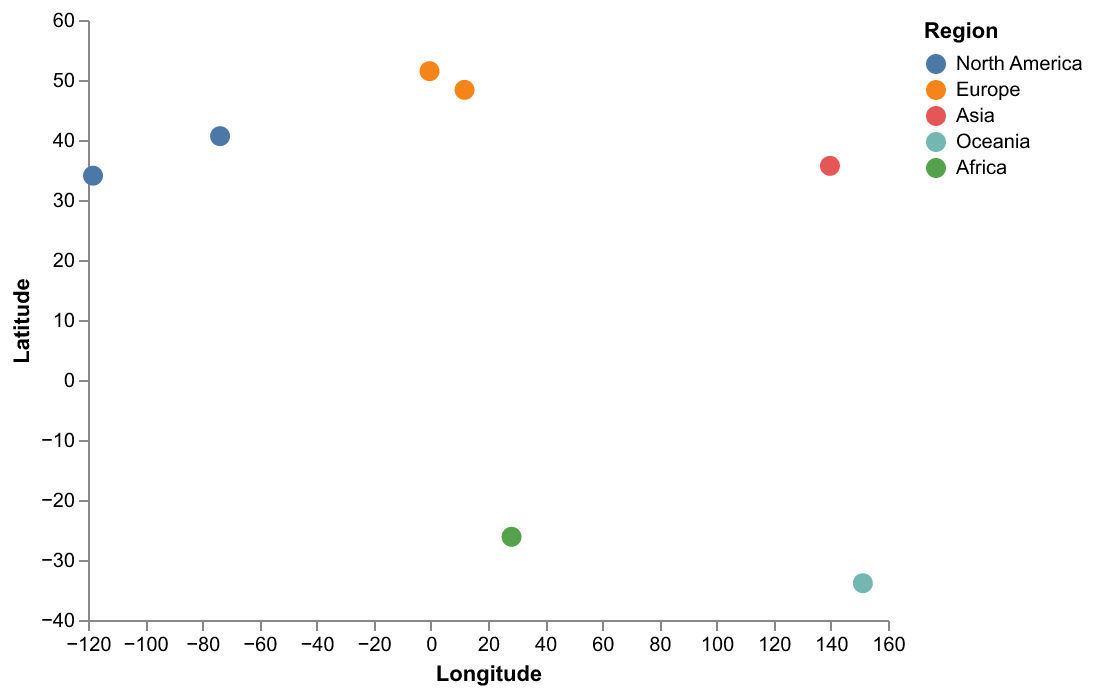 60
50
40
30
20
10
0
−10
−20
−30
−40
Latitude
−120 −100 −80 −60 −40 −20 0 20 40 60 80 100 120 140 160
Longitude
Region
North America
Europe
Asia
Oceania
Africa